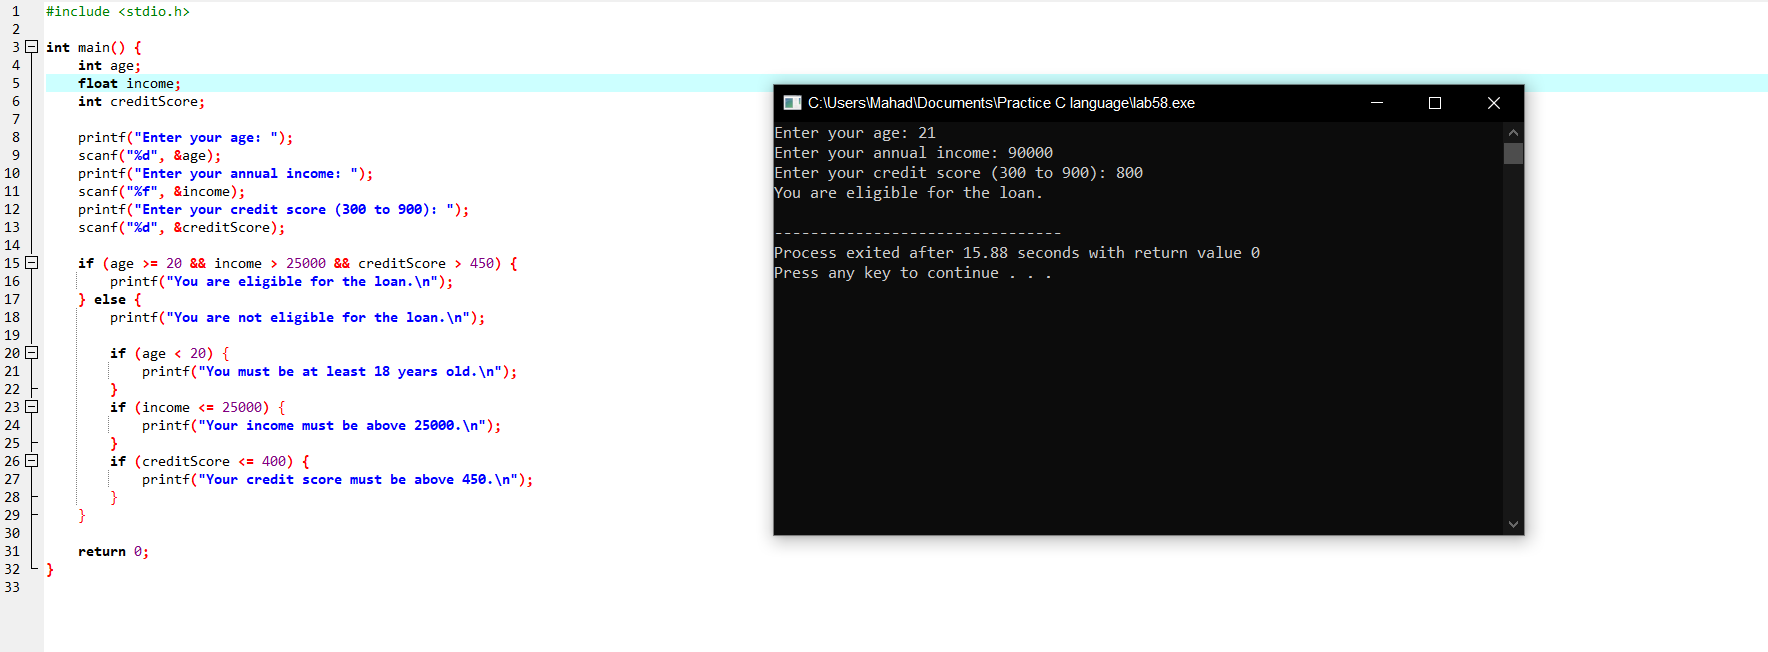 1 #include <stdio.h>
2
3 int main() {
4     int age;
5     float income;
6     int creditScore;
7
8     printf("Enter your age: ");
9     scanf("%d", &age);
10     printf("Enter your annual income: ");
11     scanf("%f", &income);
12     printf("Enter your credit score (300 to 900): ");
13     scanf("%d", &creditScore);
14
15     if (age >= 20 && income > 25000 && creditScore > 450) {
16         printf("You are eligible for the loan.\n");
17     } else {
18         printf("You are not eligible for the loan.\n");
19
20         if (age < 20) {
21             printf("You must be at least 18 years old.\n");
22         }
23         if (income <= 25000) {
24             printf("Your income must be above 25000.\n");
25         }
26         if (creditScore <= 400) {
27             printf("Your credit score must be above 450.\n");
28         }
29     }
30
31     return 0;
32 }
33
C:\Users\Mahad\Documents\Practice C language\lab58.exe
Enter your age: 21
Enter your annual income: 90000
Enter your credit score (300 to 900): 800
You are eligible for the loan.
--------------------------------
Process exited after 15.88 seconds with return value 0
Press any key to continue . . .